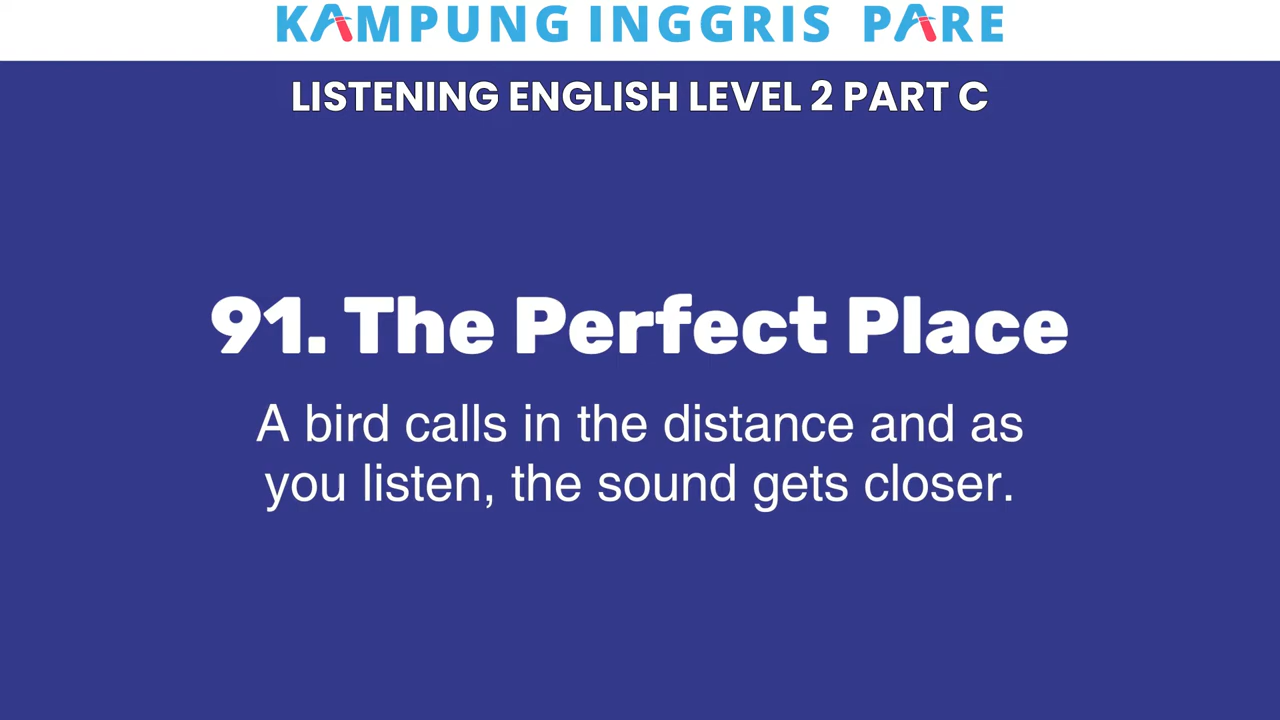 KAMPUNG INGGRIS PARE
LISTENING ENGLISH LEVEL 2 PART C
91. The Perfect Place
A bird calls in the distance and as
you listen, the sound gets closer.